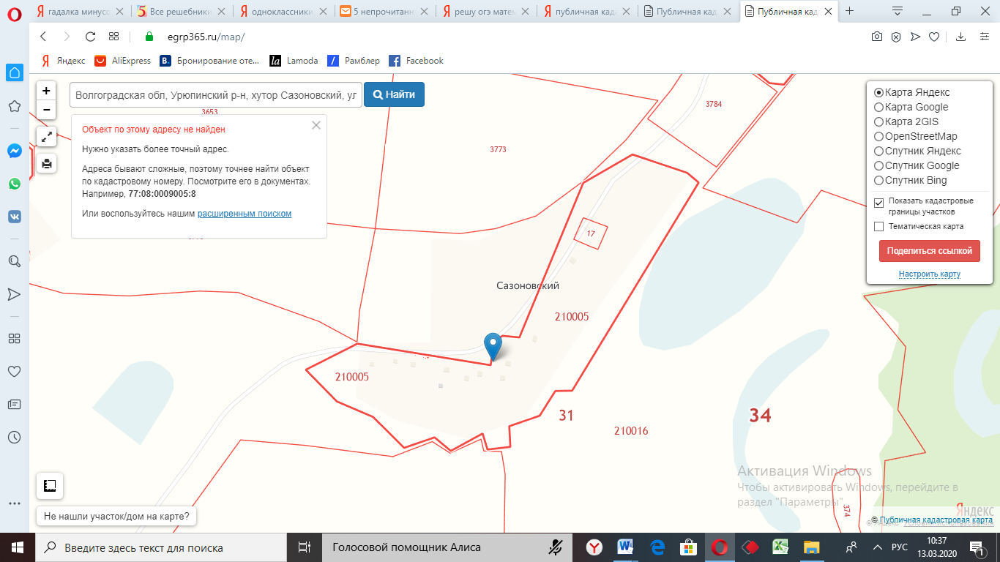 гадалка минусо
Все решебники
одноклассники
5 непрочитанн
решу огэ матем
публичная када
Публичная кад
Публичная кад
egrp365.ru/map/
Яндекс
AliExpress
Бронирование оте...
Lamoda
Рамблер
Facebook
Волгоградская обл, Урюпинский р-н, хутор Сазоновский, ул
Найти
Объект по этому адресу не найден
Нужно указать более точный адрес.
Адреса бывают сложные, поэтому точнее найти объект
по кадастровому номеру. Посмотрите его в документах.
Например, 77:08:0009005:8
Или воспользуйтесь нашим расширенным поиском
Карта Яндекс
Карта Google
Карта 2GIS
OpenStreetMap
Спутник Яндекс
Спутник Google
Спутник Bing
Показать кадастровые
границы участков
Тематическая карта
Поделиться ссылкой
Настроить карту
3653
3784
3773
17
Сазоновский
210005
210005
31
34
210016
374
Активация Windows
Чтобы активировать Windows, перейдите в
раздел "Параметры"
Яндекс
© Публичная кадастровая карта
© Яндекс Условия использования
Не нашли участок/дом на карте?
Введите здесь текст для поиска
Голосовой помощник Алиса
РУС
10:37
13.03.2020
1